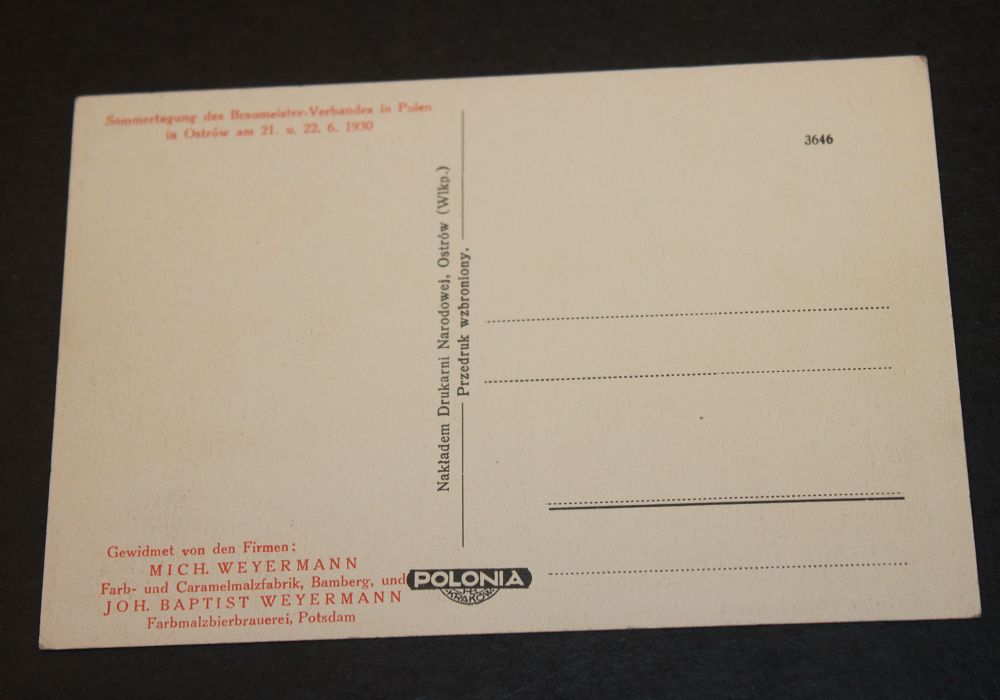 Sommertagung des Braumeister-Verbandes in Polen
in Ostrów am 21. u. 22. 6. 1930
3646
Nakładem Drukarni Narodowej, Ostrów (Wlkp.)
Przedruk wzbroniony.
Gewidmet von den Firmen:
MICH. WEYERMANN
Farb- und Caramelmalzfabrik, Bamberg, und
JOH. BAPTIST WEYERMANN
Farbmalzbierbrauerei, Potsdam
POLONIA
KRAKÓW